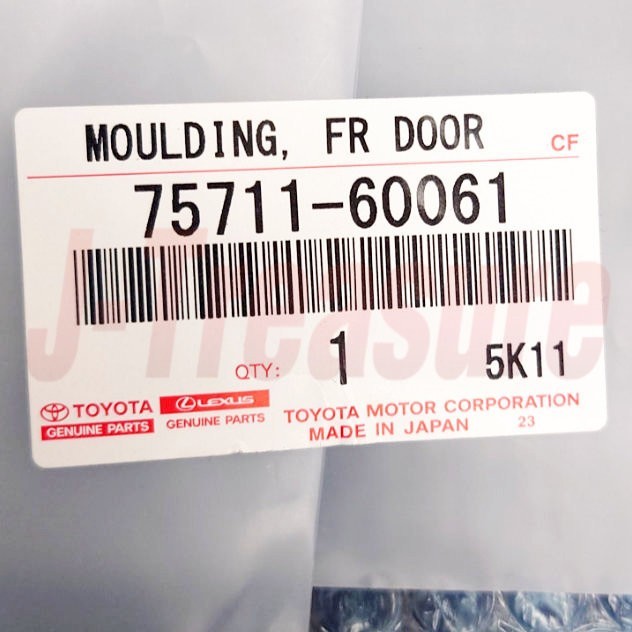 MOULDING, FR DOOR
CF
75711-60061
J-Treasure
QTY: 1 5K11
TOYOTA
GENUINE PARTS
LEXUS
GENUINE PARTS
TOYOTA MOTOR CORPORATION
MADE IN JAPAN 23